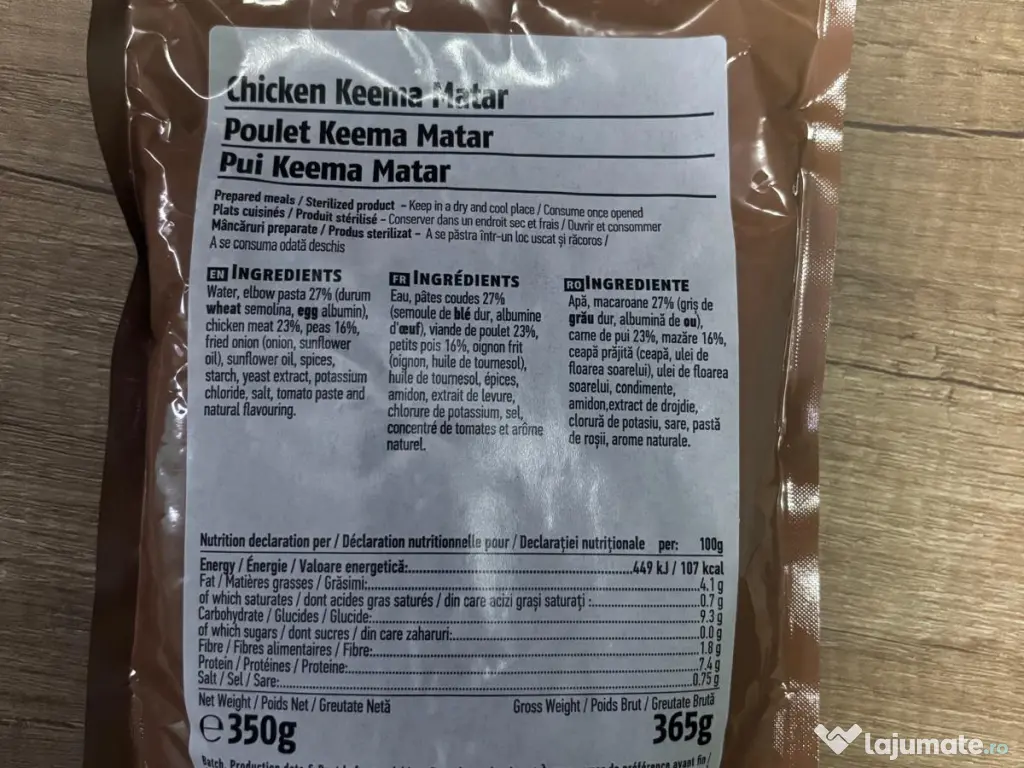 Chicken Keema Matar
Poulet Keema Matar
Pui Keema Matar
Prepared meals / Sterilized product – Keep in a dry and cool place / Consume once opened
Plats cuisinés / Produit stérilisé – Conserver dans un endroit sec et frais / Ouvrir et consommer
Mâncăruri preparate / Produs sterilizat – A se păstra într-un loc uscat și răcoros /
A se consuma odată deschis
EN INGREDIENTS
Water, elbow pasta 27% (durum
wheat semolina, egg albumin),
chicken meat 23%, peas 16%,
fried onion (onion, sunflower
oil), sunflower oil, spices,
starch, yeast extract, potassium
chloride, salt, tomato paste and
natural flavouring.
FR INGRÉDIENTS
Eau, pâtes coudes 27%
(semoule de blé dur, albumine
d'œuf), viande de poulet 23%,
petits pois 16%, oignon frit
(oignon, huile de tournesol),
huile de tournesol, épices,
amidon, extrait de levure,
chlorure de potassium, sel,
concentré de tomates et arôme
naturel.
RO INGREDIENTE
Apă, macaroane 27% (griș de
grâu dur, albumină de ou),
carne de pui 23%, mazăre 16%,
ceapă prăjită (ceapă, ulei de
floarea soarelui), ulei de floarea
soarelui, condimente,
amidon,extract de drojdie,
clorură de potasiu, sare, pastă
de roșii, arome naturale.
Nutrition declaration per / Déclaration nutritionnelle pour / Declarației nutriționale per: 100g
Energy / Énergie / Valoare energetică:...449 kJ / 107 kcal
Fat / Matières grasses / Grăsimi:...4.1 g
of which saturates / dont acides gras saturés / din care acizi grași saturați :...0.7 g
Carbohydrate / Glucides / Glucide:...9.3 g
of which sugars / dont sucres / din care zaharuri:...0.0 g
Fibre / Fibres alimentaires / Fibre:...1.8 g
Protein / Protéines / Proteine:...7.4 g
Salt / Sel / Sare:...0.75 g
Net Weight / Poids Net / Greutate Netă
Gross Weight / Poids Brut / Greutate Brută
℮350g
365g
Batch, Production date
préférence avant fin /
lajumate.ro